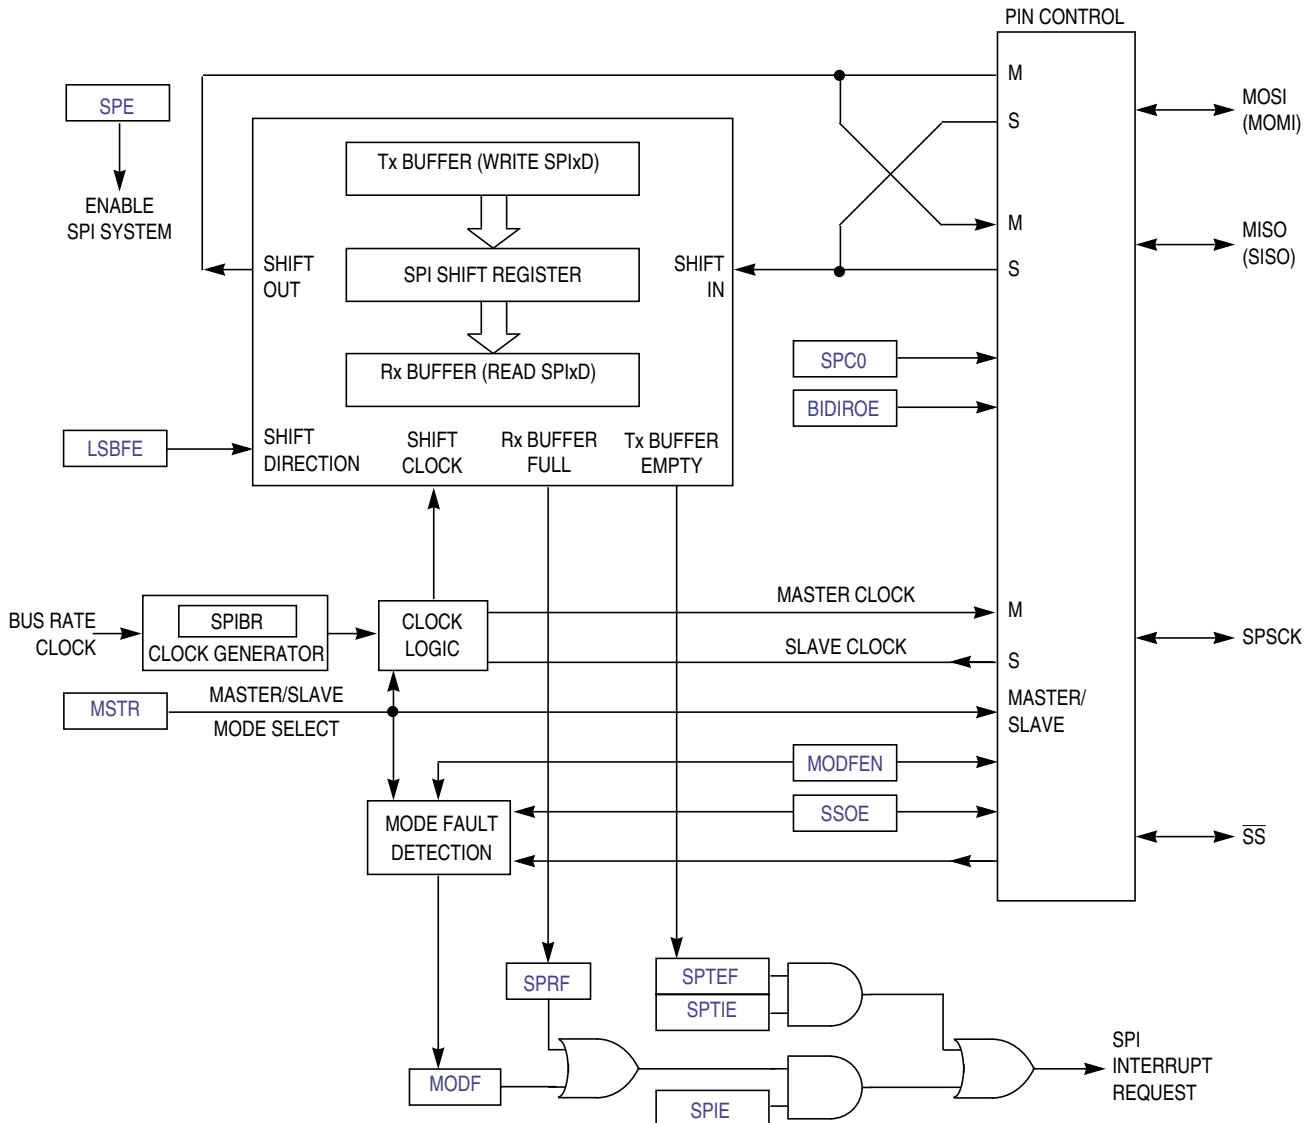 PIN CONTROL
M
MOSI
(MOMI)
SPE
S
Tx BUFFER (WRITE SPIxD)
ENABLE
SPI SYSTEM
M
MISO
(SISO)
SHIFT
OUT
SPI SHIFT REGISTER
SHIFT
IN
S
SPC0
Rx BUFFER (READ SPIxD)
BIDIROE
LSBFE
SHIFT
DIRECTION
SHIFT
CLOCK
Rx BUFFER
FULL
Tx BUFFER
EMPTY
BUS RATE
CLOCK
SPIBR
CLOCK GENERATOR
CLOCK
LOGIC
MASTER CLOCK
M
SLAVE CLOCK
S
SPSCK
MSTR
MASTER/SLAVE
MODE SELECT
MASTER/
SLAVE
MODFEN
SSOE
MODE FAULT
DETECTION
SS
SPRF
SPTEF
SPTIE
MODF
SPIE
SPI
INTERRUPT
REQUEST